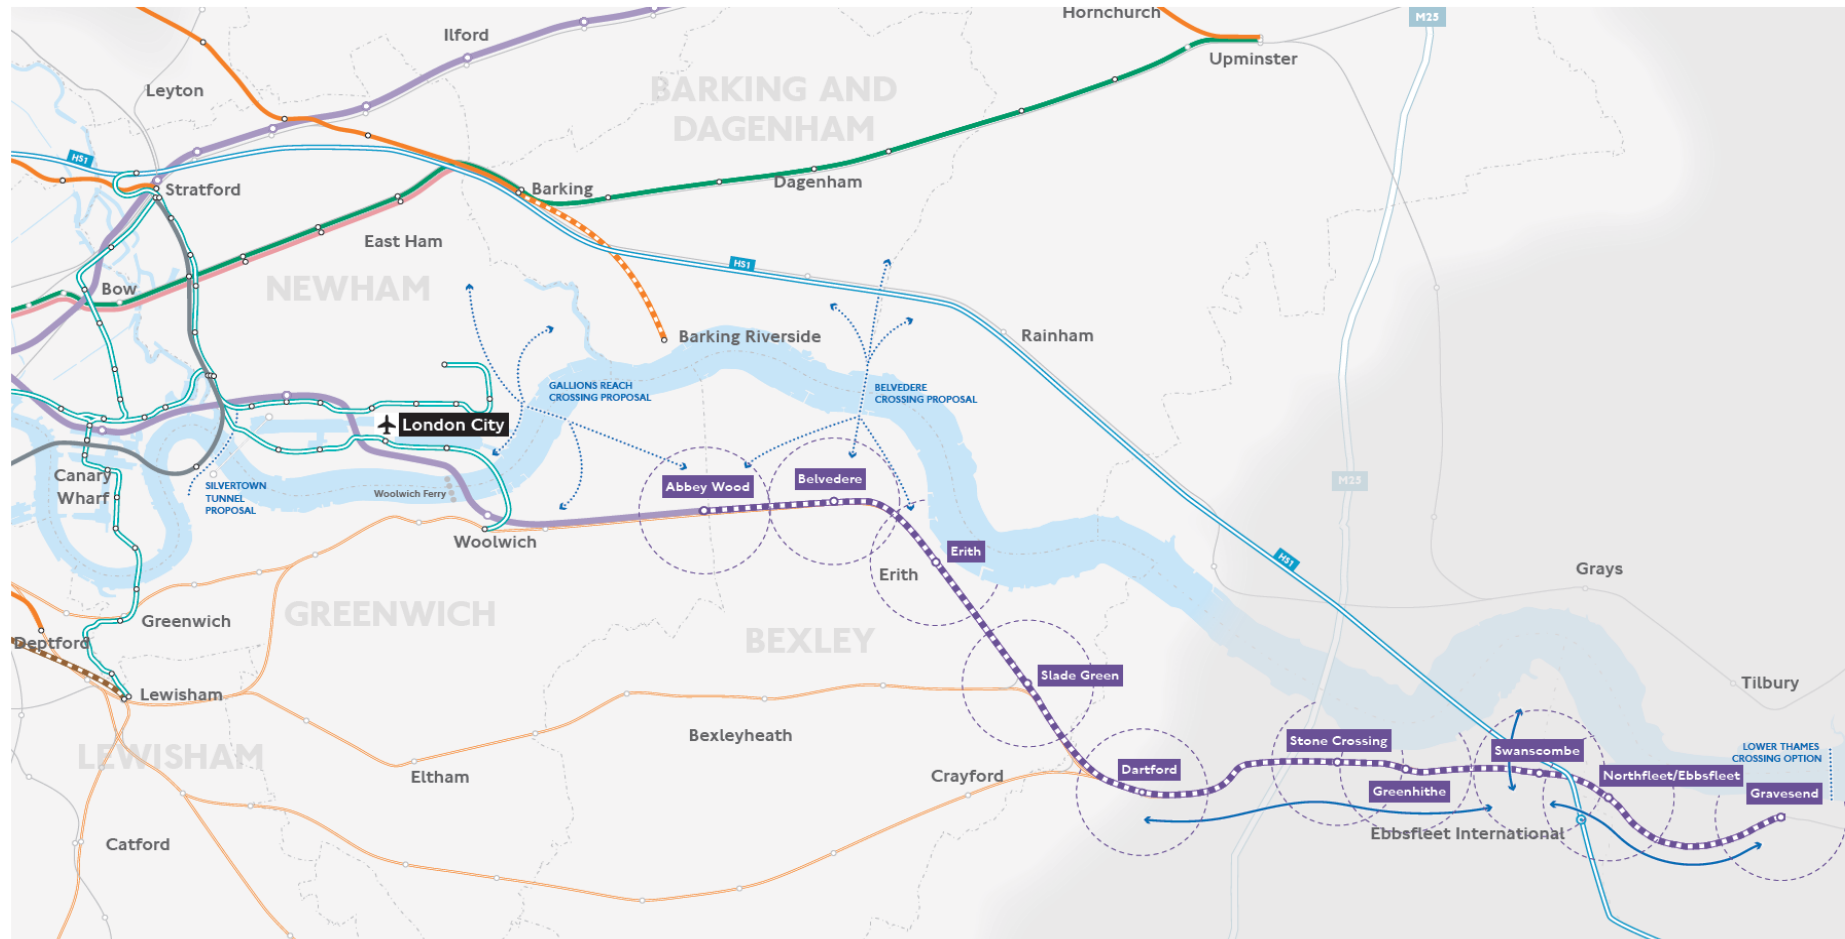 Hornchurch
M25
Ilford
Upminster
Leyton
BARKING AND
DAGENHAM
HS1
Stratford
Barking
Dagenham
East Ham
HS1
Bow
NEWHAM
Barking Riverside
Rainham
GALLIONS REACH
CROSSING PROPOSAL
BELVEDERE
CROSSING PROPOSAL
London City
Canary
Wharf
SILVERTOWN
TUNNEL
PROPOSAL
Woolwich Ferry
Abbey Wood
Belvedere
M25
Woolwich
Erith
HS1
Erith
Grays
GREENWICH
Greenwich
Deptford
BEXLEY
Slade Green
Lewisham
Tilbury
Bexleyheath
LEWISHAM
Stone Crossing
Swanscombe
LOWER THAMES
CROSSING OPTION
Eltham
Crayford
Dartford
Northfleet/Ebbsfleet
Greenhithe
Gravesend
Ebbsfleet International
Catford